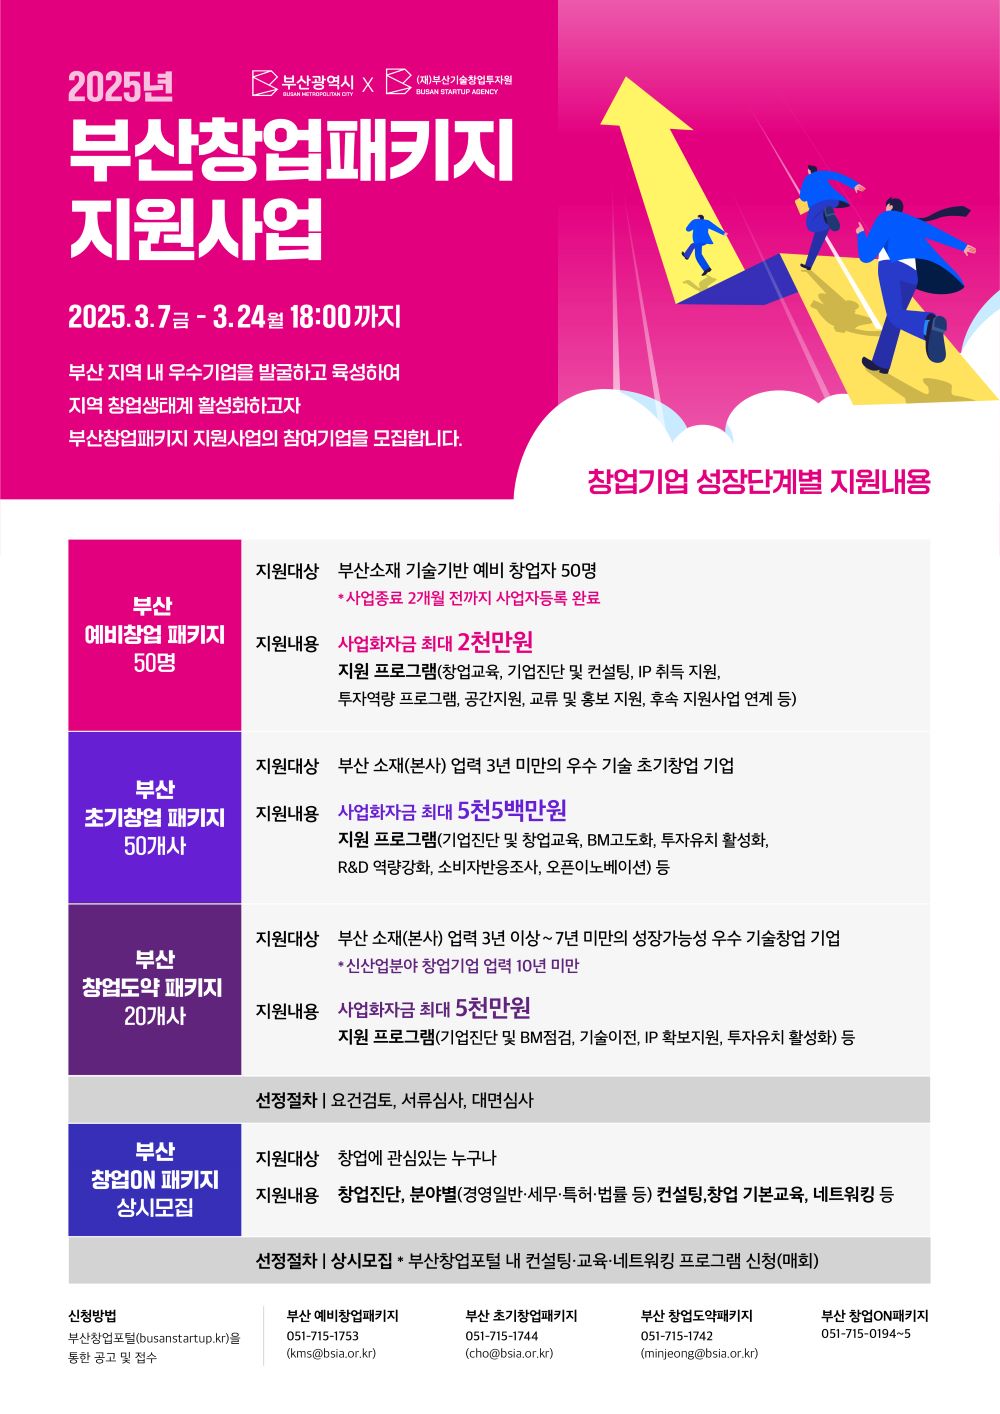 2025년
부산광역시
BUSAN METROPOLITAN CITY
X
(재)부산기술창업투자원
BUSAN STARTUP AGENCY
부산창업패키지
지원사업
2025. 3. 7금 - 3. 24월 18:00까지
부산 지역 내 우수기업을 발굴하고 육성하여
지역 창업생태계 활성화하고자
부산창업패키지 지원사업의 참여기업을 모집합니다.
창업기업 성장단계별 지원내용
부산
예비창업 패키지
50명
지원대상 부산소재 기술기반 예비 창업자 50명
*사업종료 2개월 전까지 사업자등록 완료
지원내용 사업화자금 최대 2천만원
지원 프로그램(창업교육, 기업진단 및 컨설팅, IP 취득 지원,
투자역량 프로그램, 공간지원, 교류 및 홍보 지원, 후속 지원사업 연계 등)
부산
초기창업 패키지
50개사
지원대상 부산 소재(본사) 업력 3년 미만의 우수 기술 초기창업 기업
지원내용 사업화자금 최대 5천5백만원
지원 프로그램(기업진단 및 창업교육, BM고도화, 투자유치 활성화,
R&D 역량강화, 소비자반응조사, 오픈이노베이션) 등
부산
창업도약 패키지
20개사
지원대상 부산 소재(본사) 업력 3년 이상~7년 미만의 성장가능성 우수 기술창업 기업
*신산업분야 창업기업 업력 10년 미만
지원내용 사업화자금 최대 5천만원
지원 프로그램(기업진단 및 BM점검, 기술이전, IP 확보지원, 투자유치 활성화) 등
선정절차 | 요건검토, 서류심사, 대면심사
부산
창업ON 패키지
상시모집
지원대상 창업에 관심있는 누구나
지원내용 창업진단, 분야별(경영일반·세무·특허·법률 등) 컨설팅,창업 기본교육, 네트워킹 등
선정절차 | 상시모집 * 부산창업포털 내 컨설팅·교육·네트워킹 프로그램 신청(매회)
신청방법
부산창업포털(busanstartup.kr)을
통한 공고 및 접수
부산 예비창업패키지
051-715-1753
(kms@bsia.or.kr)
부산 초기창업패키지
051-715-1744
(cho@bsia.or.kr)
부산 창업도약패키지
051-715-1742
(minjeong@bsia.or.kr)
부산 창업ON패키지
051-715-0194~5